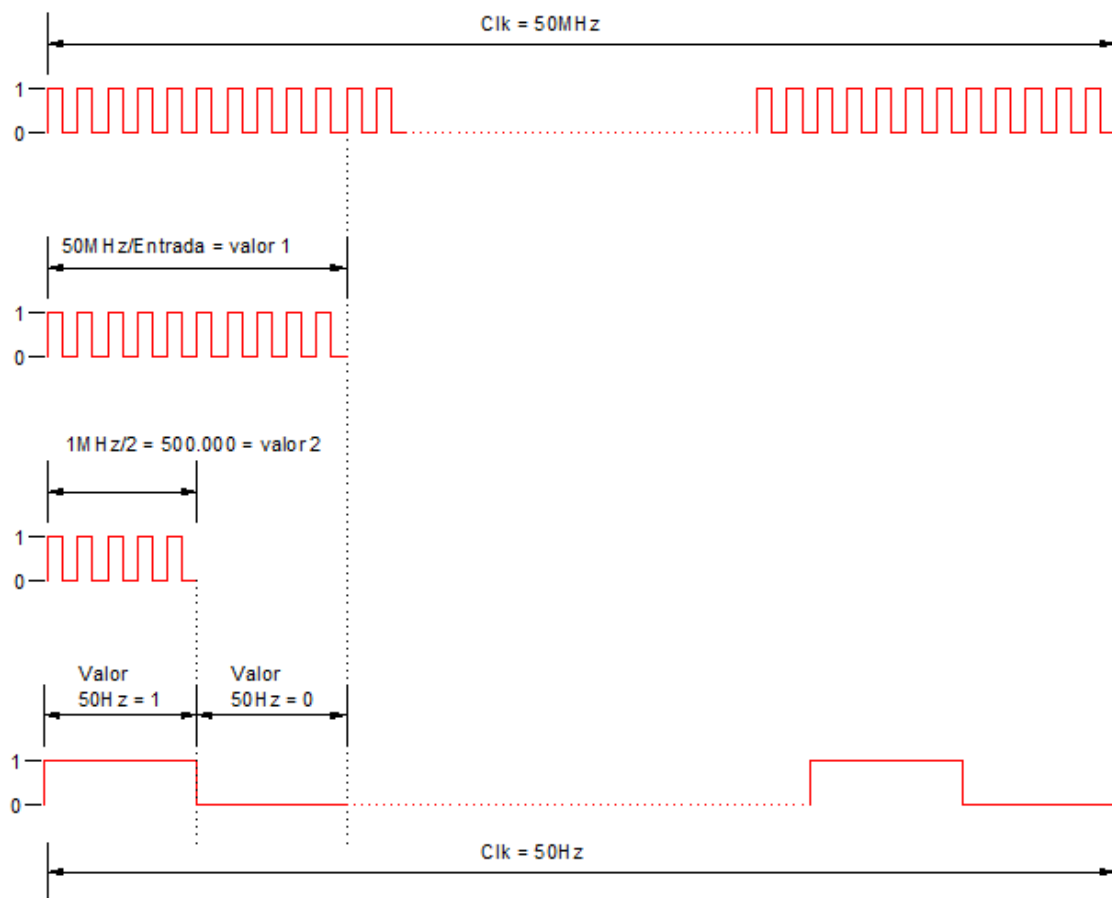 Clk = 50MHz
1
0
50MHz/Entrada = valor 1
1
0
1MHz/2 = 500.000 = valor 2
1
0
Valor
50Hz = 1
Valor
50Hz = 0
1
0
Clk = 50Hz